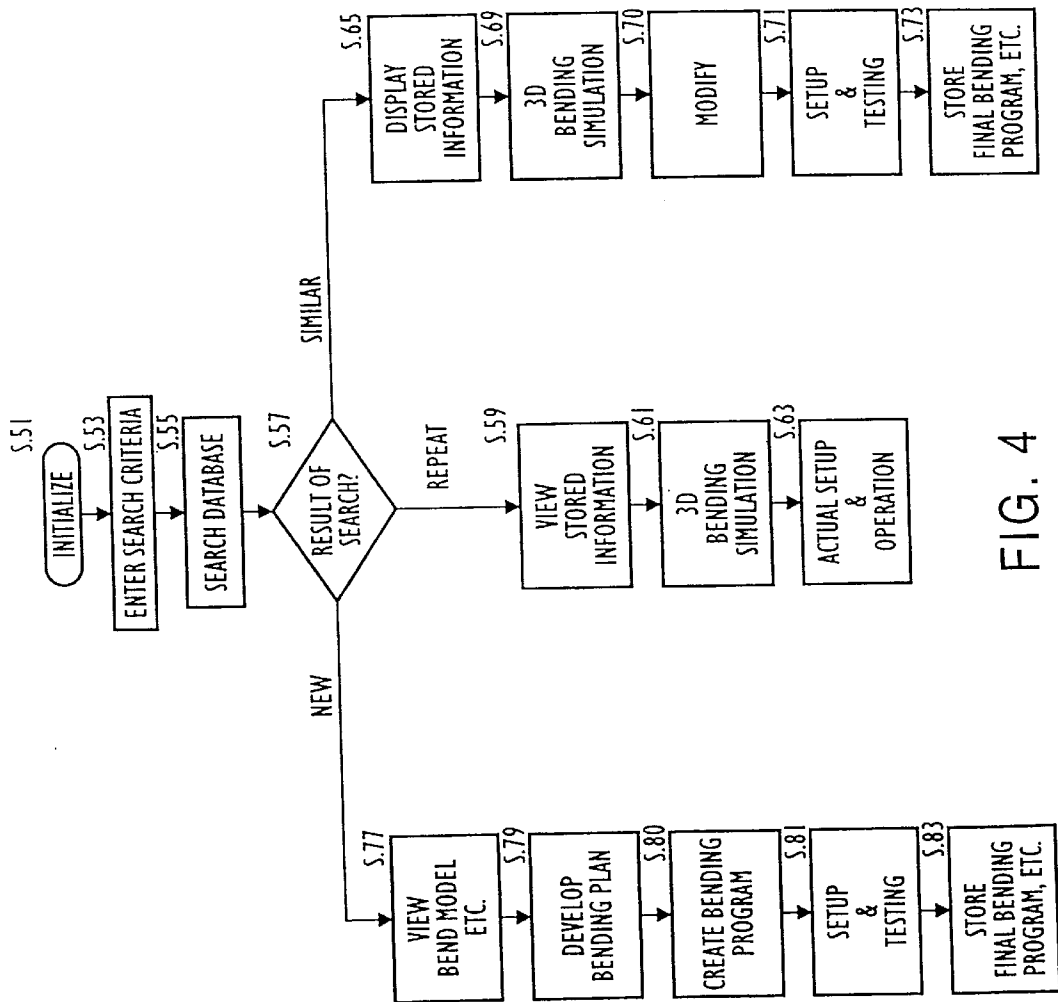 S.51
INITIALIZE
S.53
ENTER SEARCH CRITERIA
S.55
SEARCH DATABASE
S.57
RESULT OF
SEARCH?
NEW
REPEAT
SIMILAR
S.77
VIEW
BEND MODEL
ETC.
S.79
DEVELOP
BENDING PLAN
S.80
CREATE BENDING
PROGRAM
S.81
SETUP
&
TESTING
S.83
STORE
FINAL BENDING
PROGRAM, ETC.
S.59
VIEW
STORED
INFORMATION
S.61
3D
BENDING
SIMULATION
S.63
ACTUAL SETUP
&
OPERATION
S.65
DISPLAY
STORED
INFORMATION
S.69
3D
BENDING
SIMULATION
S.70
MODIFY
S.71
SETUP
&
TESTING
S.73
STORE
FINAL BENDING
PROGRAM, ETC.
FIG. 4